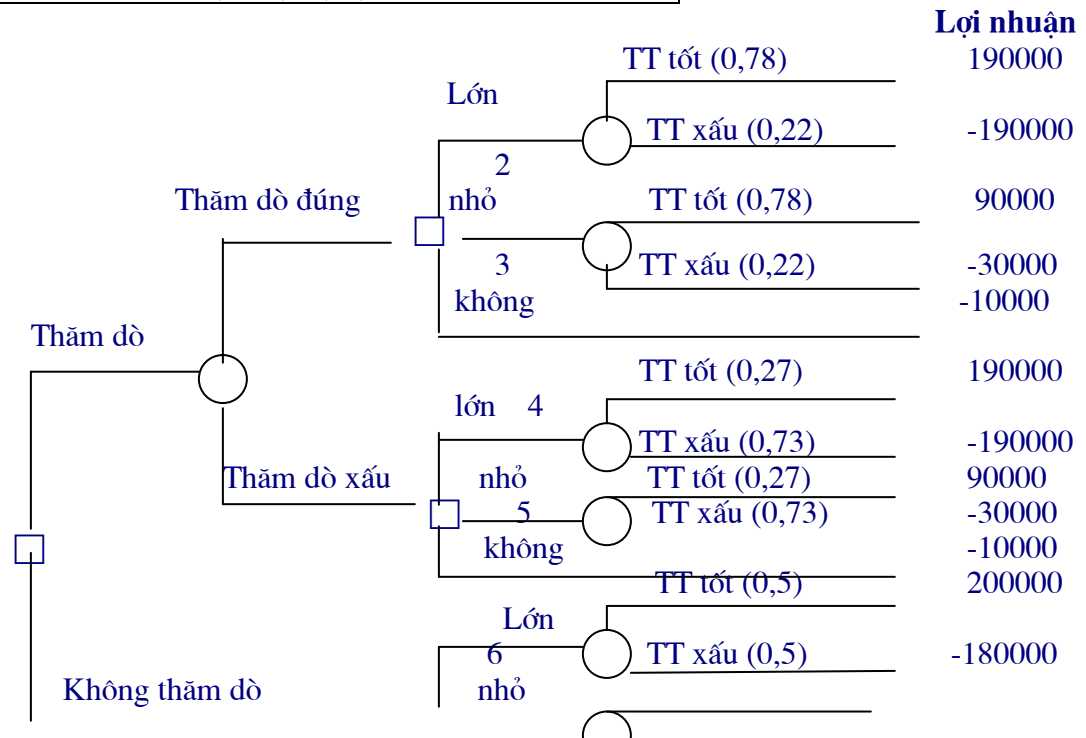 Lợi nhuận
TT tốt (0,78) 190000
Lớn
TT xấu (0,22) -190000
2
Thăm dò đúng nhỏ TT tốt (0,78) 90000
3 TT xấu (0,22) -30000
không -10000
Thăm dò
TT tốt (0,27) 190000
lớn 4
TT xấu (0,73) -190000
Thăm dò xấu nhỏ TT tốt (0,27) 90000
5 TT xấu (0,73) -30000
không -10000
TT tốt (0,5) 200000
Lớn
6 TT xấu (0,5) -180000
Không thăm dò nhỏ